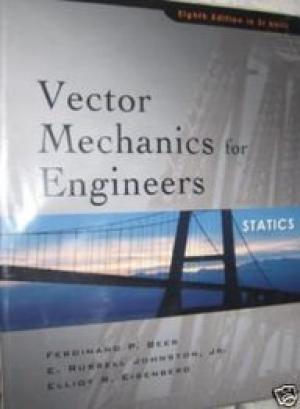 Eighth Edition in SI Units
Vector
Mechanics for
Engineers
STATICS
FERDINAND P. BEER
E. RUSSELL JOHNSTON, JR.
ELLIOT R. EISENBERG